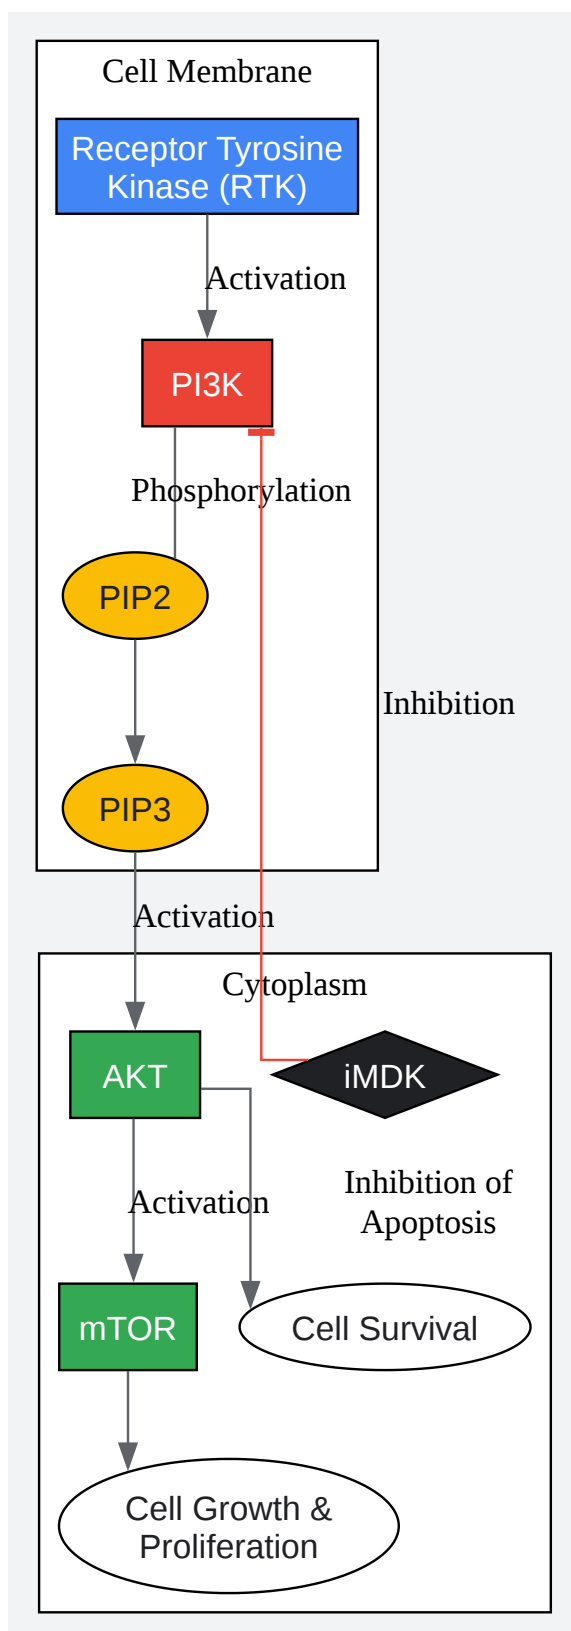 Cell Membrane
Receptor Tyrosine
Kinase (RTK)
Activation
PI3K
Phosphorylation
PIP2
Inhibition
PIP3
Activation
Cytoplasm
AKT
iMDK
Activation
Inhibition of
Apoptosis
mTOR
Cell Survival
Cell Growth &
Proliferation